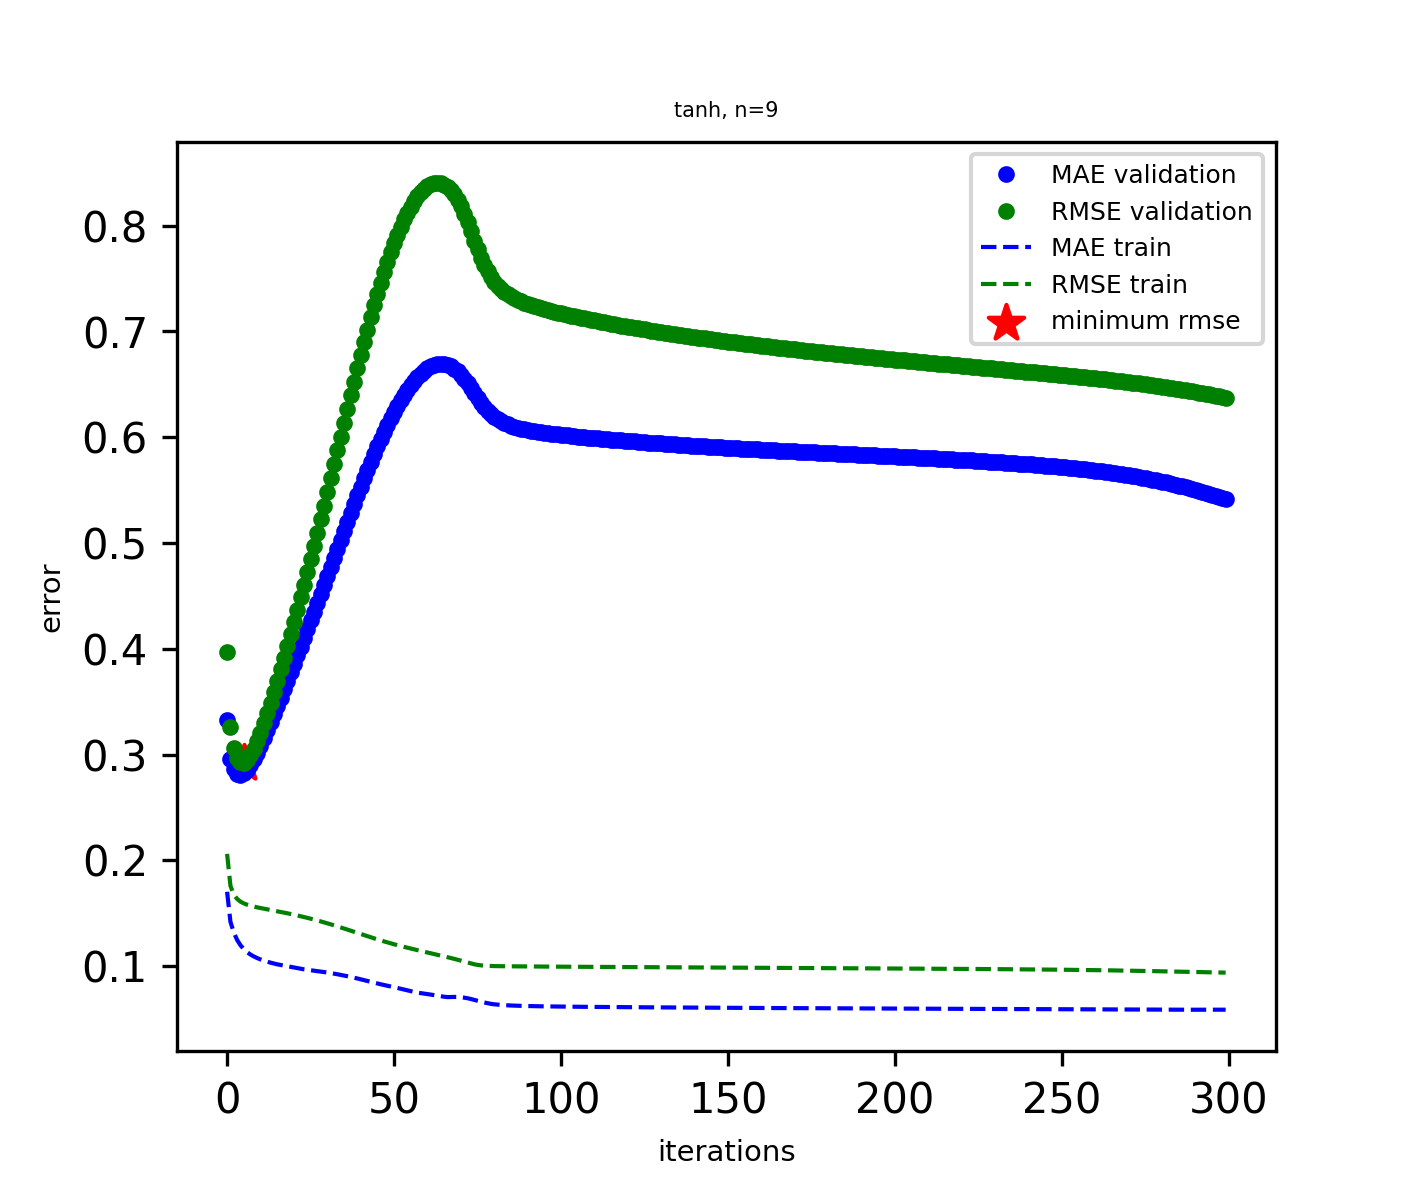 tanh, n=9
MAE validation
RMSE validation
MAE train
RMSE train
minimum rmse
error
0.8
0.7
0.6
0.5
0.4
0.3
0.2
0.1
0 50 100 150 200 250 300
iterations